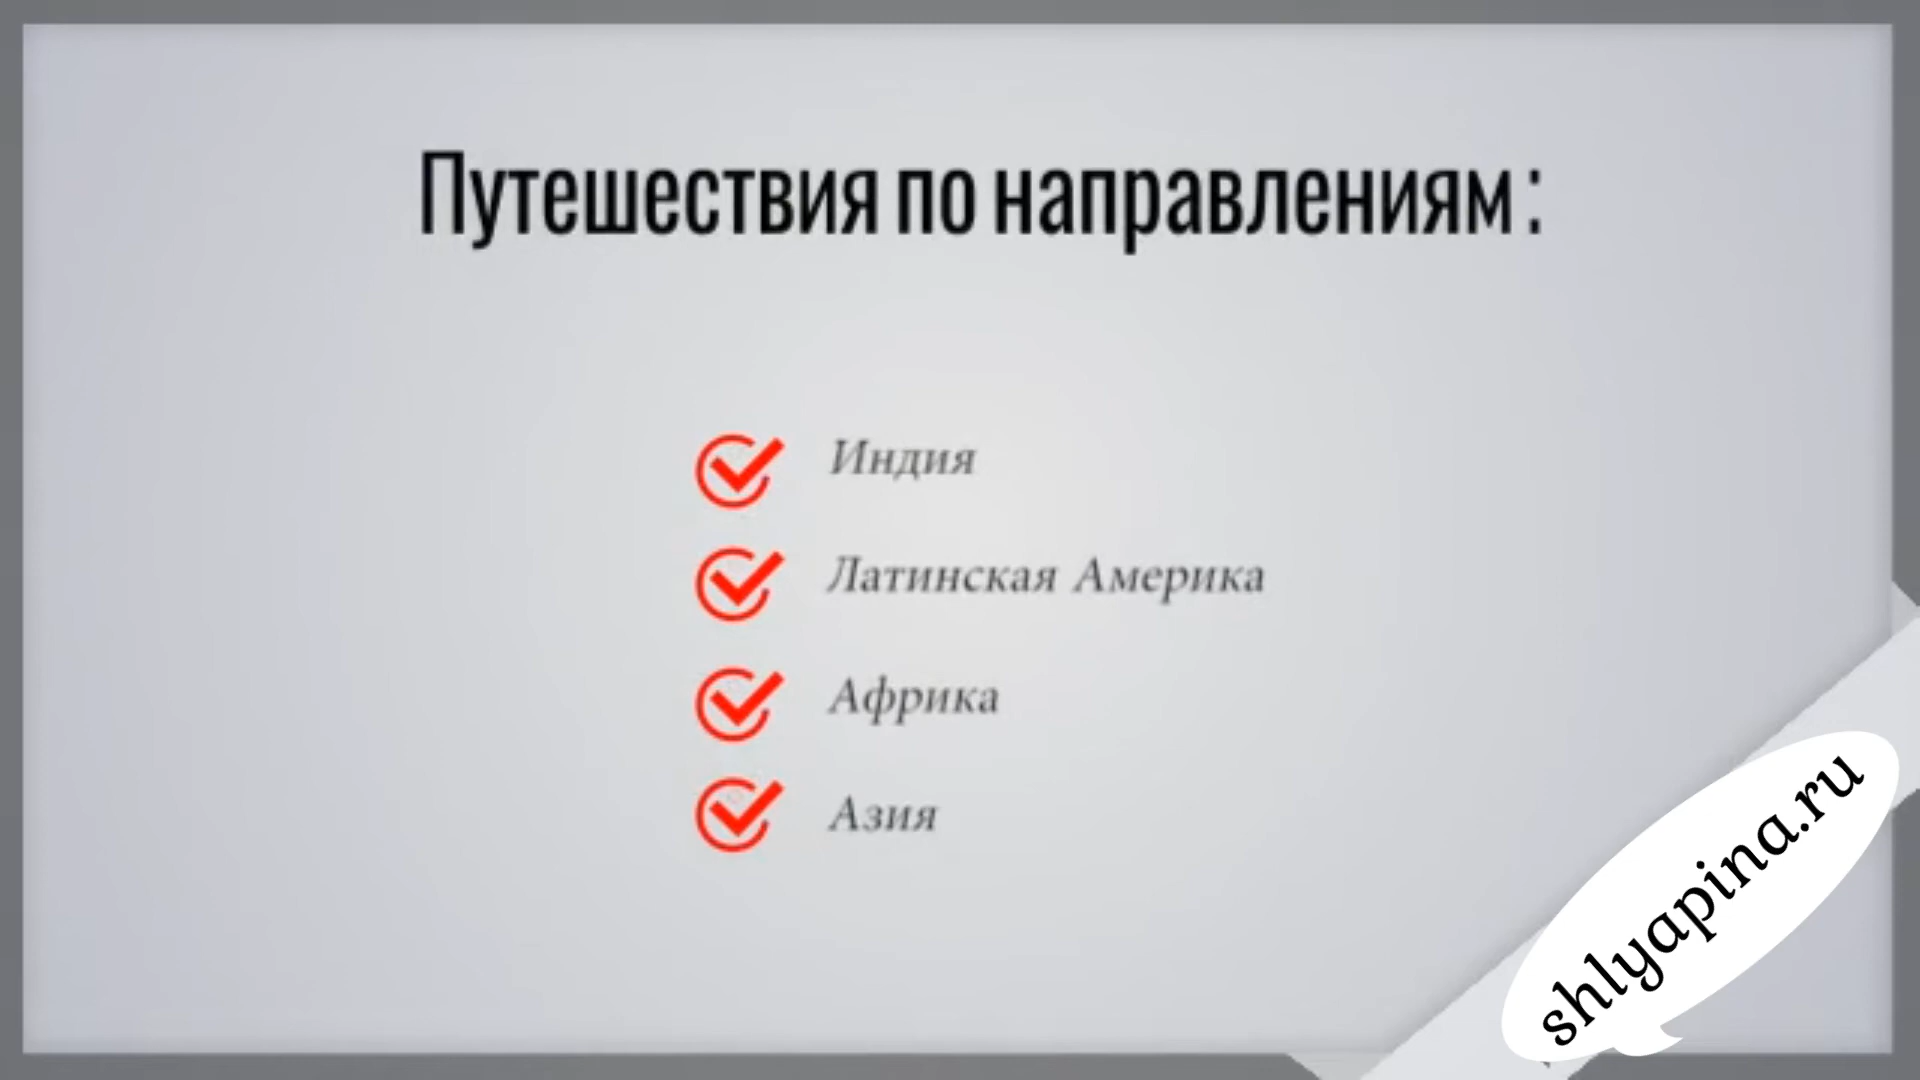 Путешествия по направлениям :
Индия
Латинская Америка
Африка
Азия
shlyapina.ru